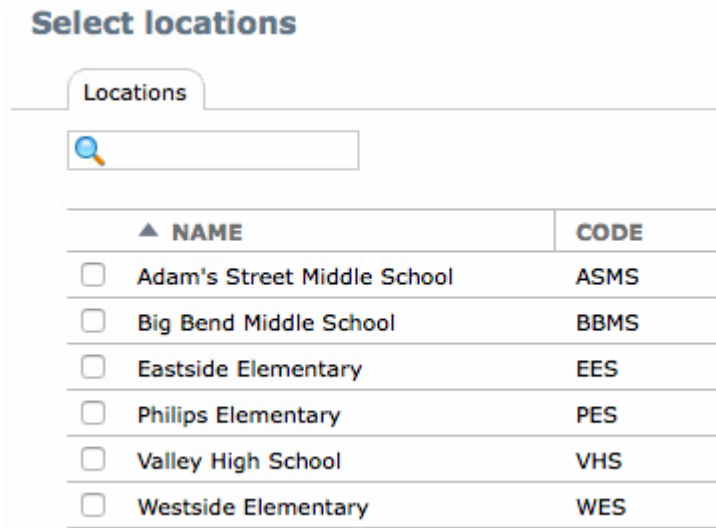 Select locations
Locations
NAME CODE
Adam's Street Middle School ASMS
Big Bend Middle School BBMS
Eastside Elementary EES
Philips Elementary PES
Valley High School VHS
Westside Elementary WES